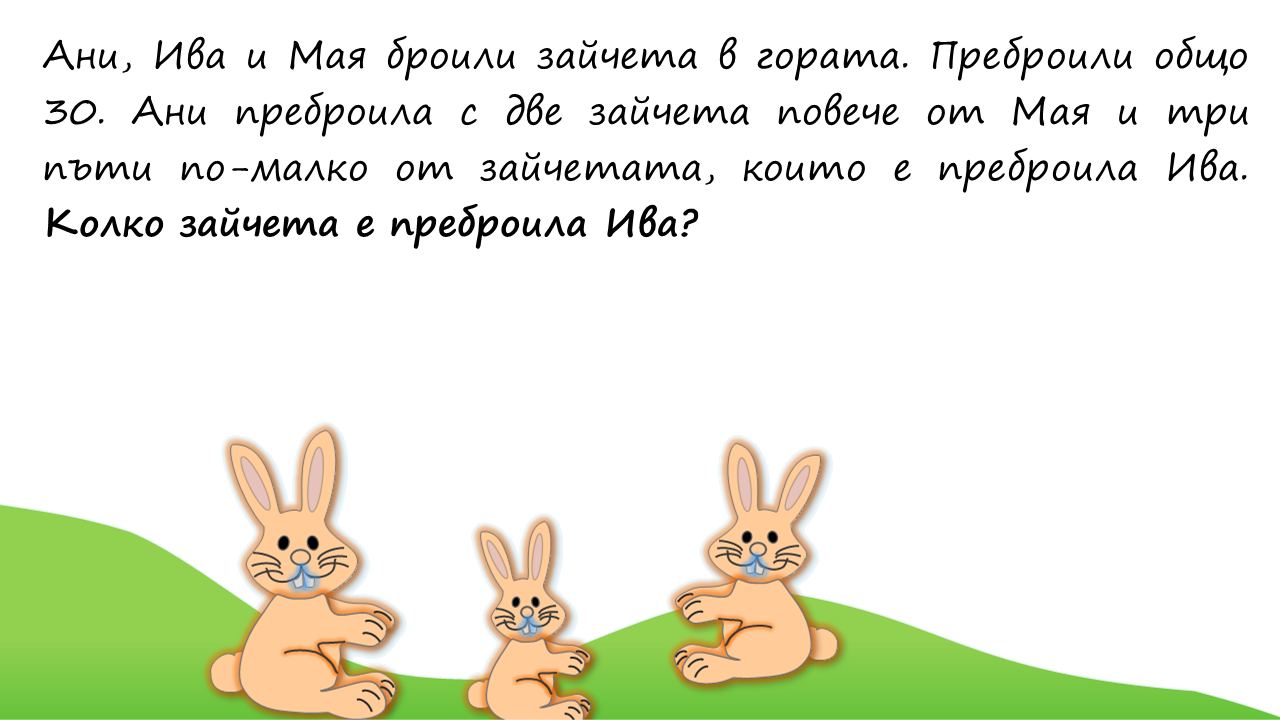 Ани, Ива и Мая броили зайчета в гората. Преброили общо
30. Ани преброила с две зайчета повече от Мая и три
пъти по-малко от зайчетата, които е преброила Ива.
Колко зайчета е преброила Ива?